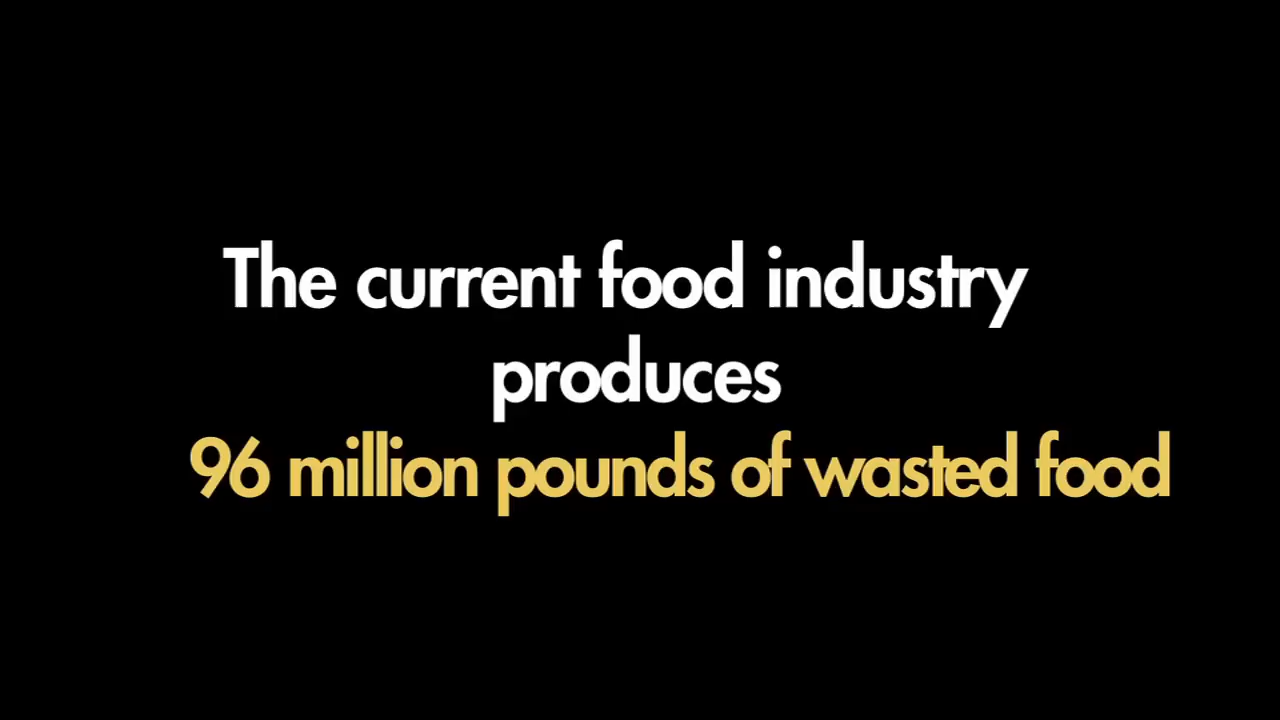 The current food industry
produces
96 million pounds of wasted food